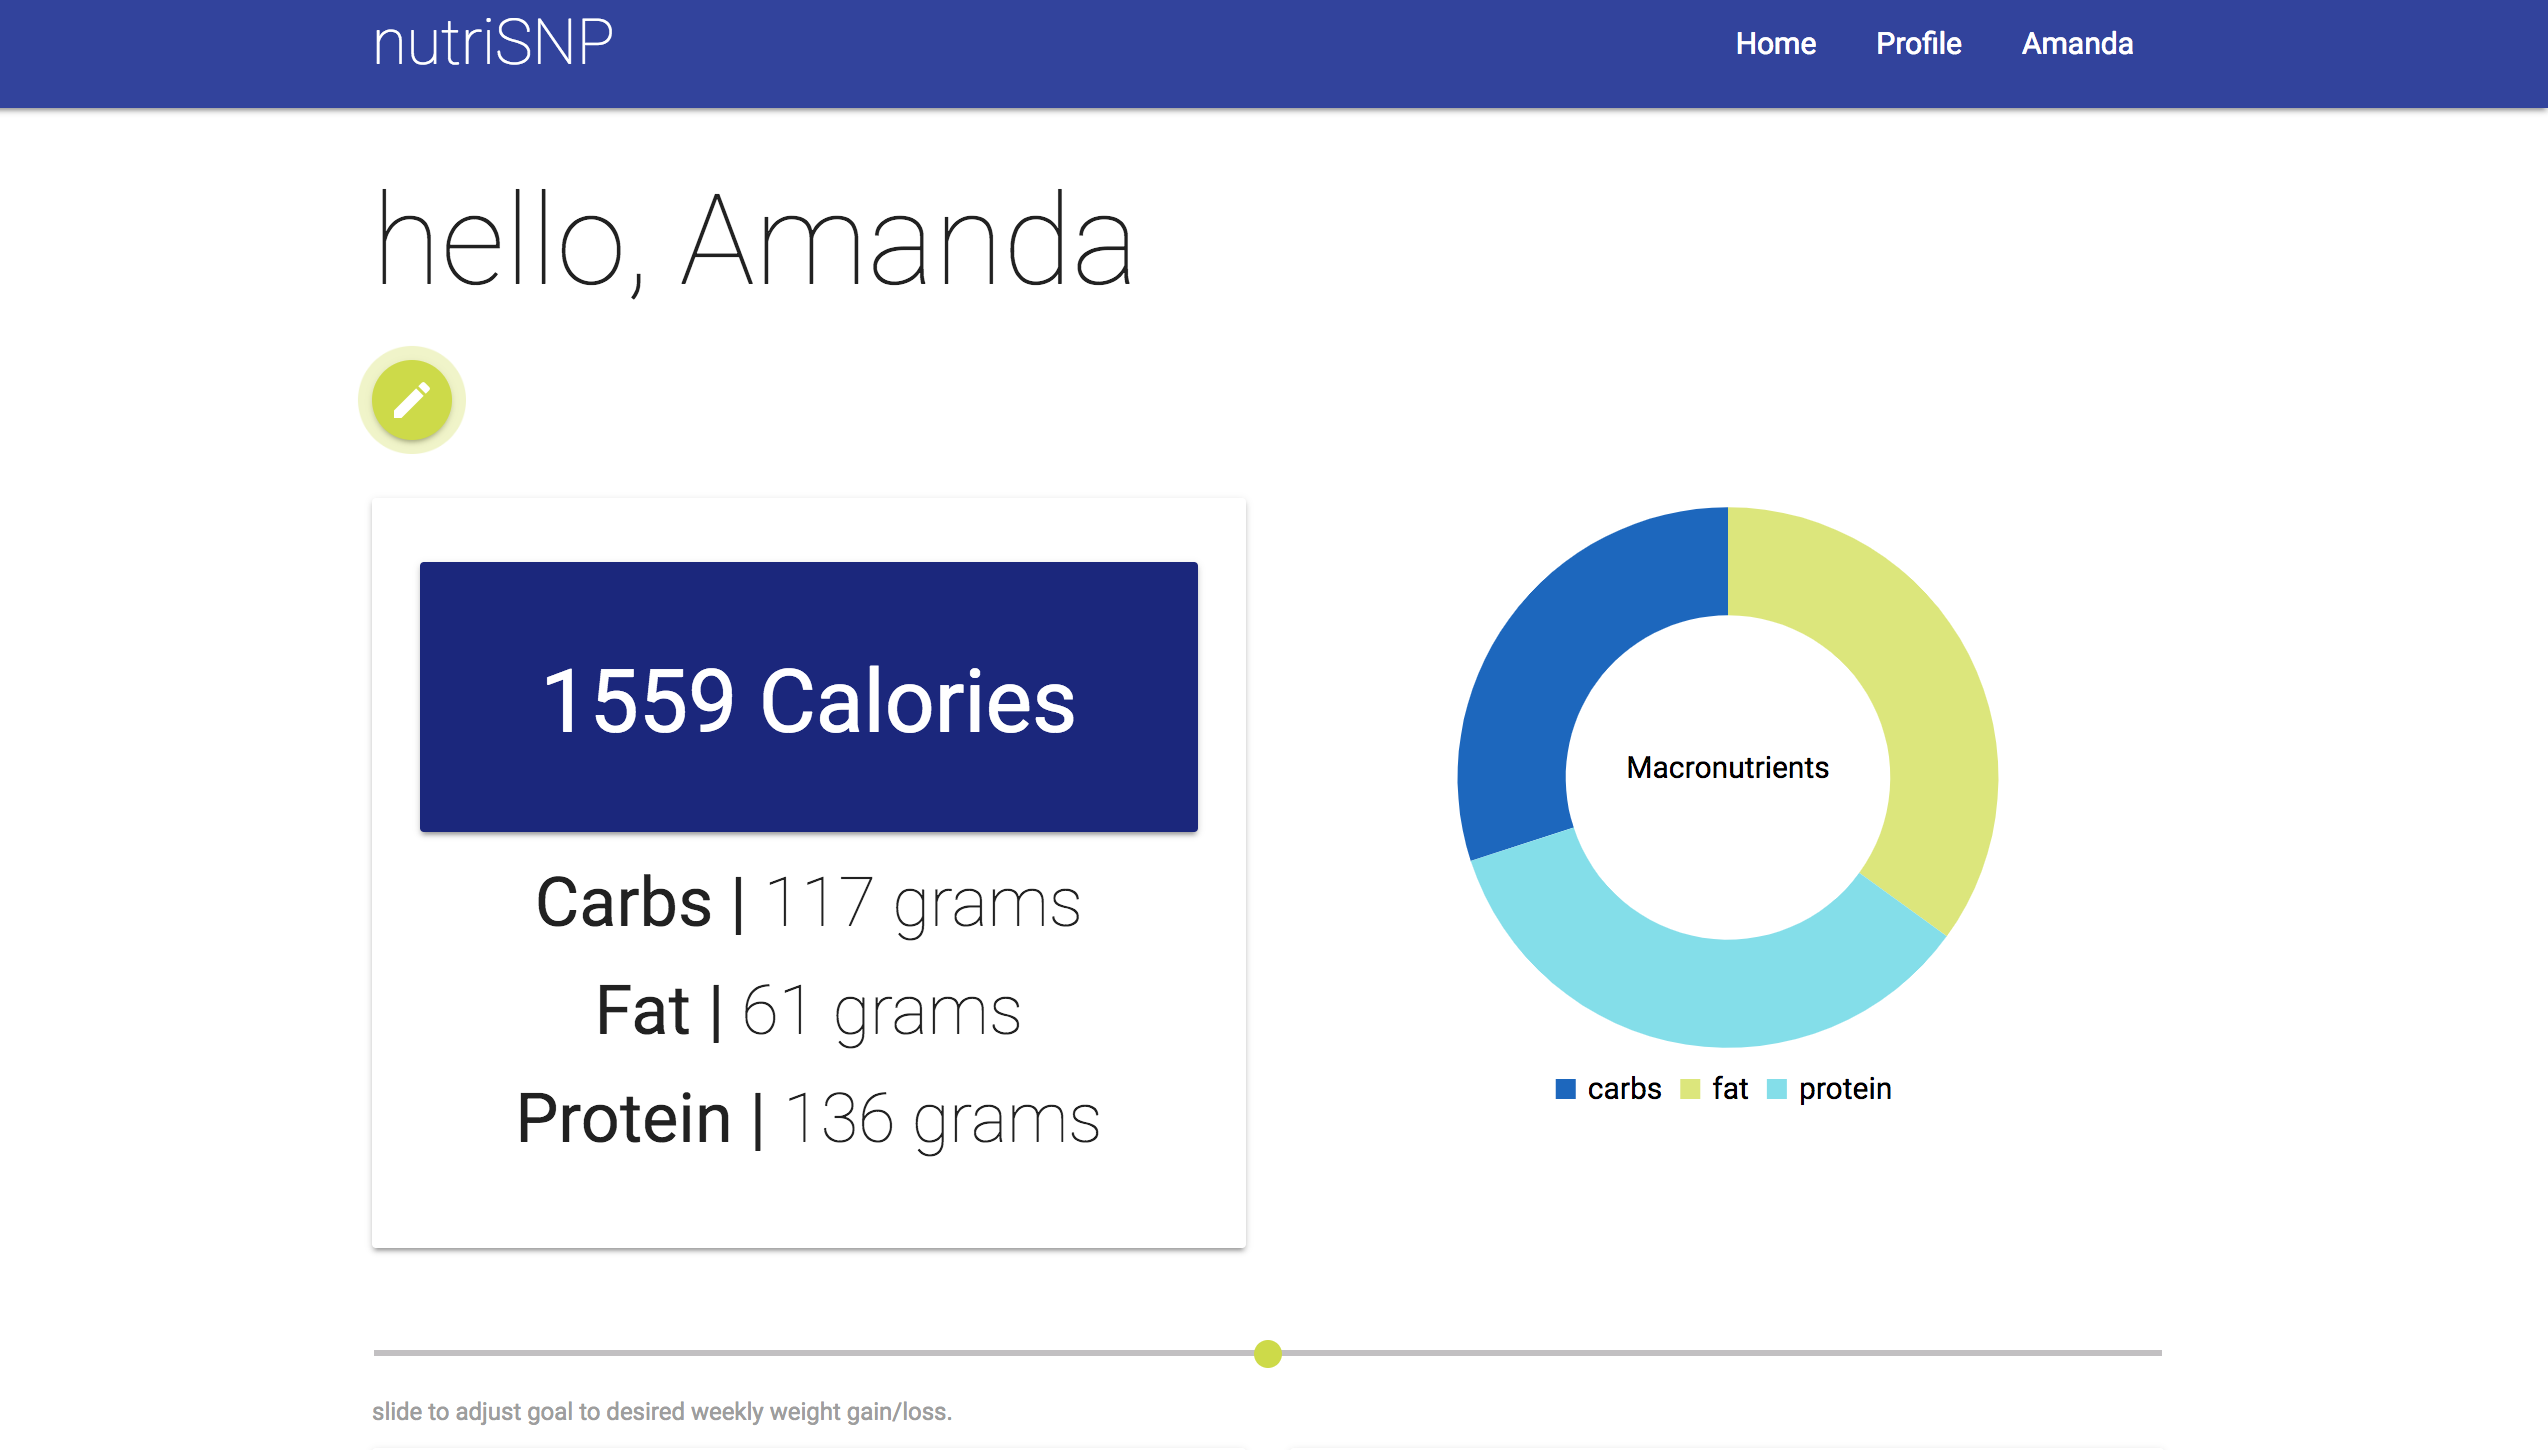 nutriSNP
Home Profile Amanda
hello, Amanda
1559 Calories
Carbs | 117 grams
Fat | 61 grams
Protein | 136 grams
Macronutrients
carbs fat protein
slide to adjust goal to desired weekly weight gain/loss.